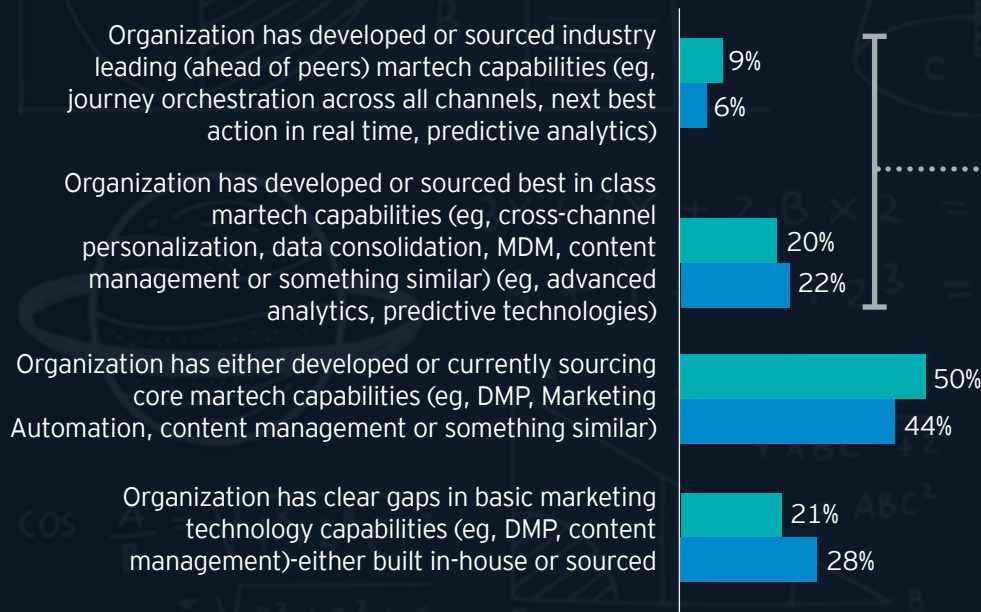 Organization has developed or sourced industry
leading (ahead of peers) martech capabilities (eg,
journey orchestration across all channels, next best
action in real time, predictive analytics)
9%
6%
Organization has developed or sourced best in class
martech capabilities (eg, cross-channel
personalization, data consolidation, MDM, content
management or something similar) (eg, advanced
analytics, predictive technologies)
20%
22%
Organization has either developed or currently sourcing
core martech capabilities (eg, DMP, Marketing
Automation, content management or something similar)
50%
44%
Organization has clear gaps in basic marketing
technology capabilities (eg, DMP, content
management)-either built in-house or sourced
21%
28%